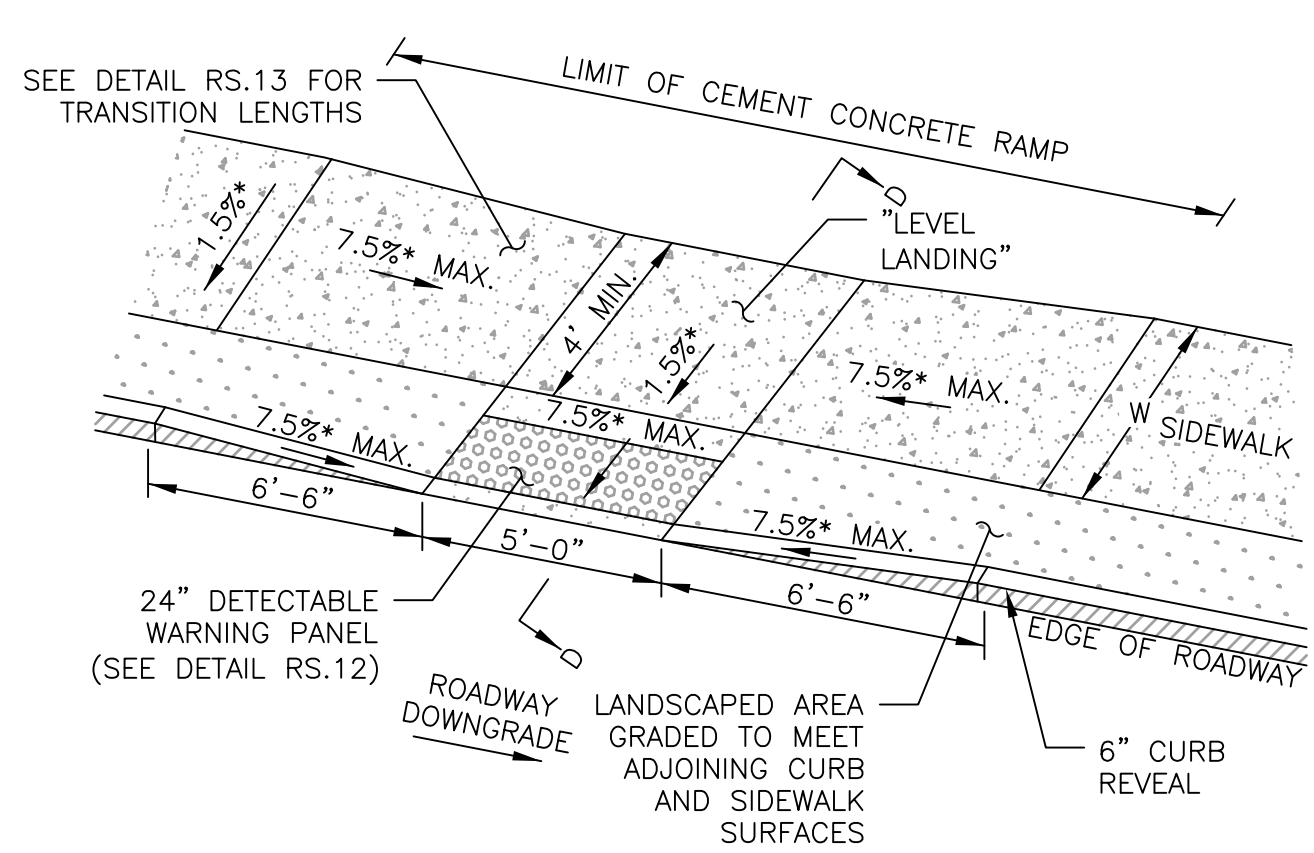 SEE DETAIL RS.13 FOR
TRANSITION LENGTHS
LIMIT OF CEMENT CONCRETE RAMP
D
"LEVEL
LANDING"
1.5%*
7.5%* MAX.
4' MIN.
1.5%*
7.5%* MAX.
W SIDEWALK
7.5%* MAX.
7.5%* MAX.
7.5%* MAX.
6'-6"
5'-0"
6'-6"
24" DETECTABLE
WARNING PANEL
(SEE DETAIL RS.12)
D
EDGE OF ROADWAY
ROADWAY
DOWNGRADE
LANDSCAPED AREA
GRADED TO MEET
ADJOINING CURB
AND SIDEWALK
SURFACES
6" CURB
REVEAL